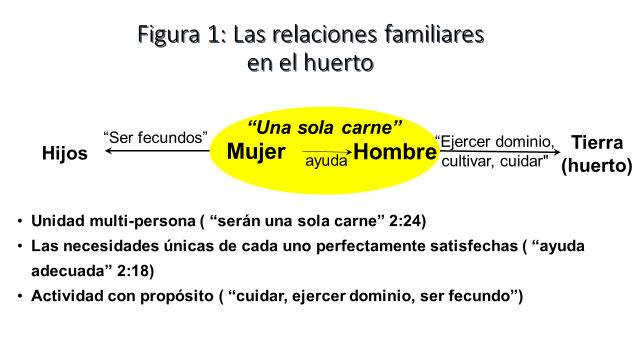 Figura 1: Las relaciones familiares
en el huerto
“Una sola carne”
“Ser fecundos”
“Ejercer dominio,
cultivar, cuidar"
Hijos
Mujer
ayuda
Hombre
Tierra
(huerto)
• Unidad multi-persona ( “serán una sola carne” 2:24)
• Las necesidades únicas de cada uno perfectamente satisfechas ( “ayuda
adecuada” 2:18)
• Actividad con propósito ( “cuidar, ejercer dominio, ser fecundo”)